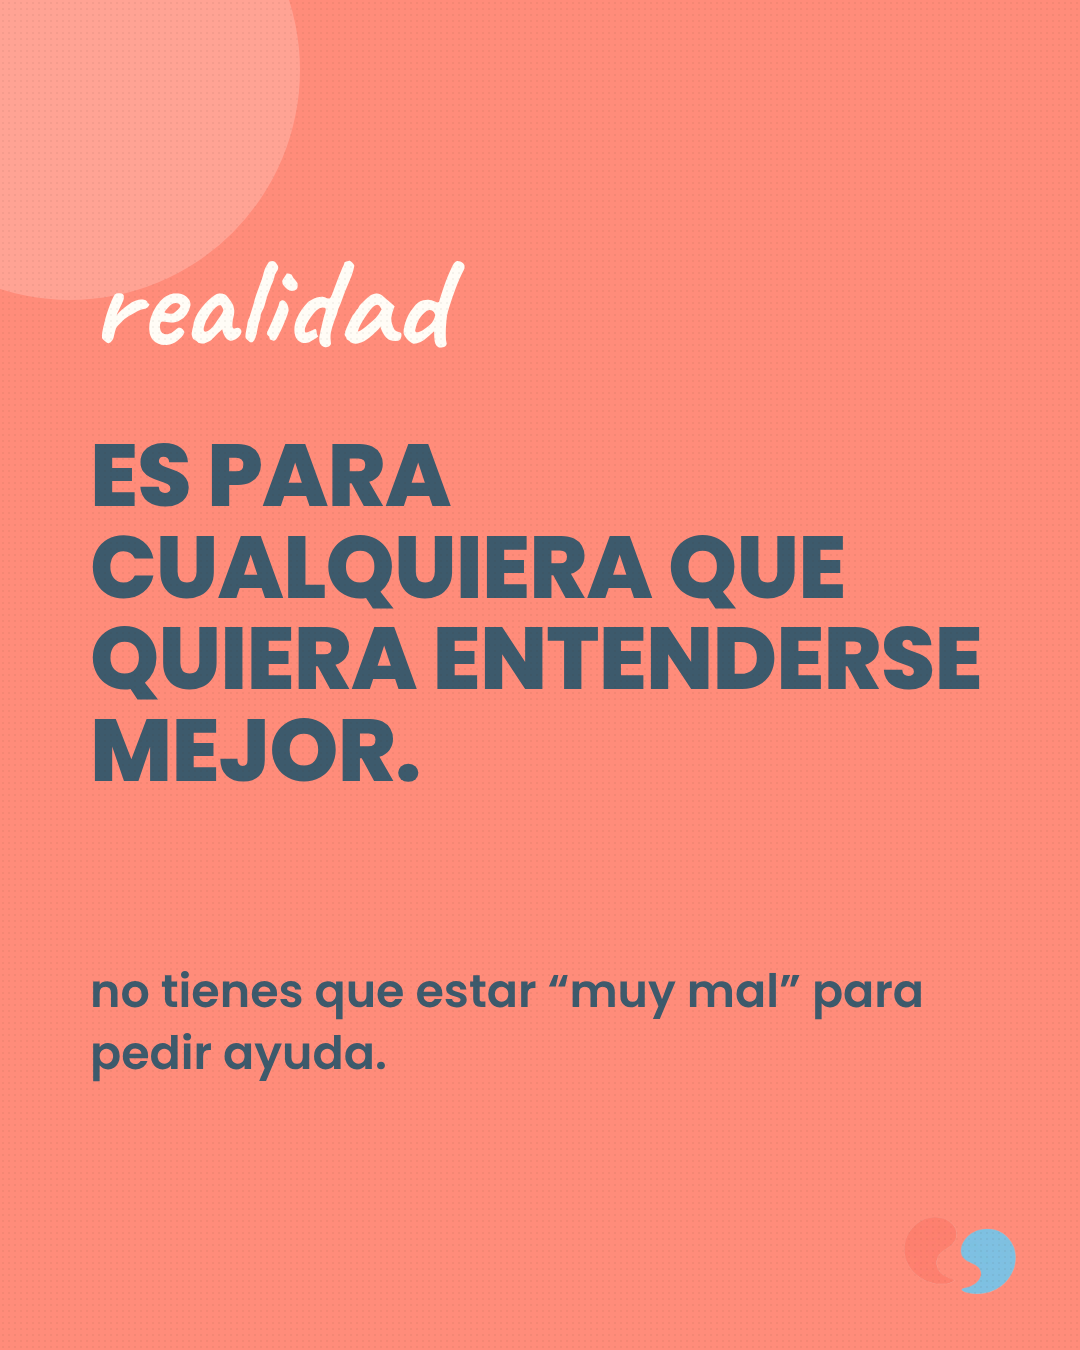 realidad
ES PARA
CUALQUIERA QUE
QUIERA ENTENDERSE
MEJOR.
no tienes que estar “muy mal” para
pedir ayuda.